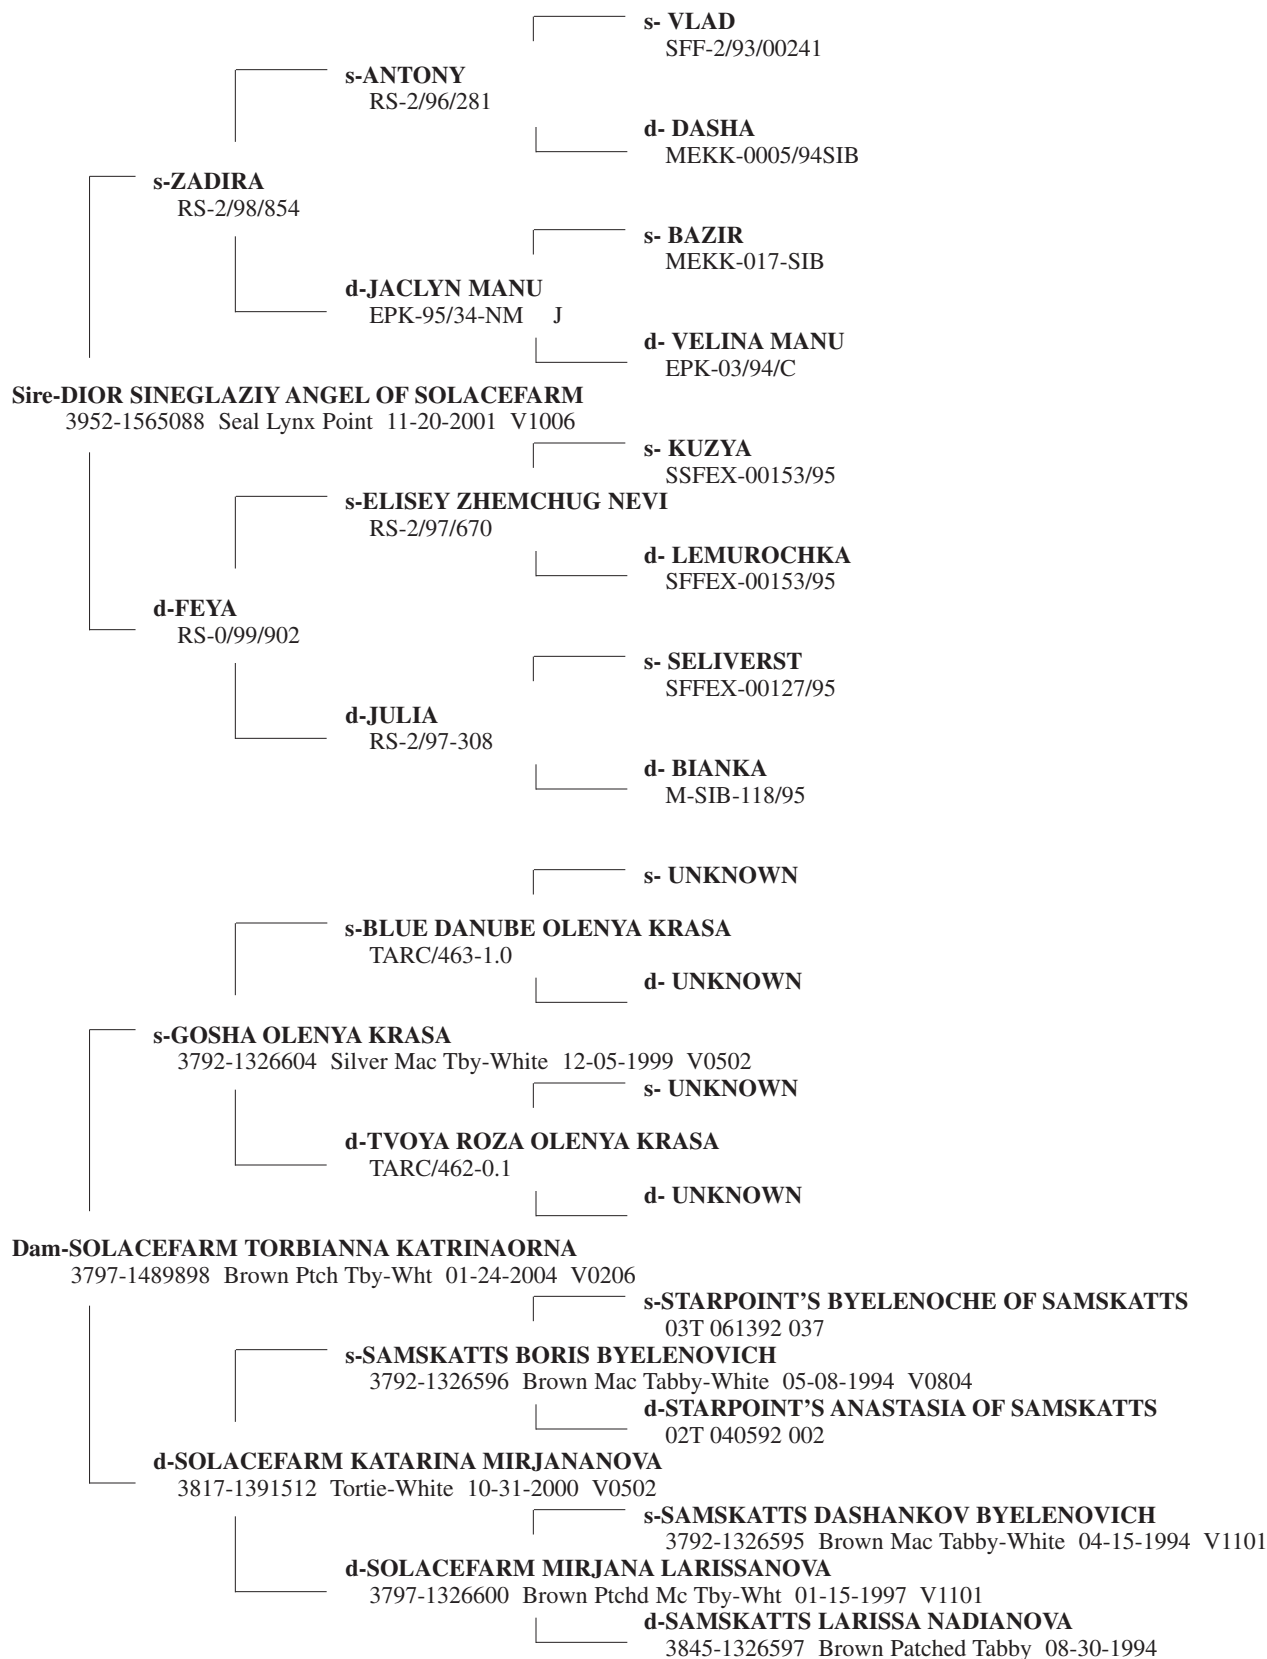 s- VLAD
SFF-2/93/00241
s-ANTONY
RS-2/96/281
d- DASHA
MEKK-0005/94SIB
s-ZADIRA
RS-2/98/854
s- BAZIR
MEKK-017-SIB
d-JACLYN MANU
EPK-95/34-NM J
d- VELINA MANU
EPK-03/94/C
Sire-DIOR SINEGLAZIY ANGEL OF SOLACEFARM
3952-1565088 Seal Lynx Point 11-20-2001 V1006
s- KUZYA
SSFEX-00153/95
s-ELISEY ZHEMCHUG NEVI
RS-2/97/670
d- LEMUROCHKA
SFFEX-00153/95
d-FEYA
RS-0/99/902
s- SELIVERST
SFFEX-00127/95
d-JULIA
RS-2/97-308
d- BIANKA
M-SIB-118/95
s- UNKNOWN
s-BLUE DANUBE OLENYA KRASA
TARC/463-1.0
d- UNKNOWN
s-GOSHA OLENYA KRASA
3792-1326604 Silver Mac Tby-White 12-05-1999 V0502
s- UNKNOWN
d-TVOYA ROZA OLENYA KRASA
TARC/462-0.1
d- UNKNOWN
Dam-SOLACEFARM TORBIANNA KATRINAORNA
3797-1489898 Brown Ptch Tby-Wht 01-24-2004 V0206
s-STARPOINT'S BYELENOCHE OF SAMSKATTS
03T 061392 037
s-SAMSKATTS BORIS BYELENOVICH
3792-1326596 Brown Mac Tabby-White 05-08-1994 V0804
d-STARPOINT'S ANASTASIA OF SAMSKATTS
02T 040592 002
d-SOLACEFARM KATARINA MIRJANANOVA
3817-1391512 Tortie-White 10-31-2000 V0502
s-SAMSKATTS DASHANKOV BYELENOVICH
3792-1326595 Brown Mac Tabby-White 04-15-1994 V1101
d-SOLACEFARM MIRJANA LARISSANOVA
3797-1326600 Brown Ptchd Mc Tby-Wht 01-15-1997 V1101
d-SAMSKATTS LARISSA NADIANOVA
3845-1326597 Brown Patched Tabby 08-30-1994